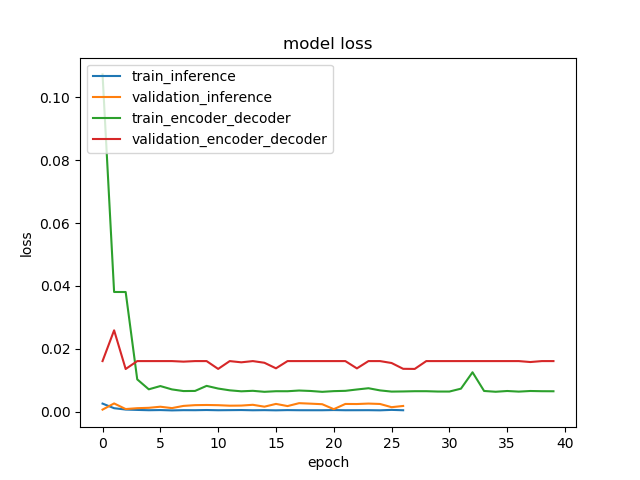 model loss
train_inference
validation_inference
train_encoder_decoder
validation_encoder_decoder
loss
0.10
0.08
0.06
0.04
0.02
0.00
0 5 10 15 20 25 30 35 40
epoch